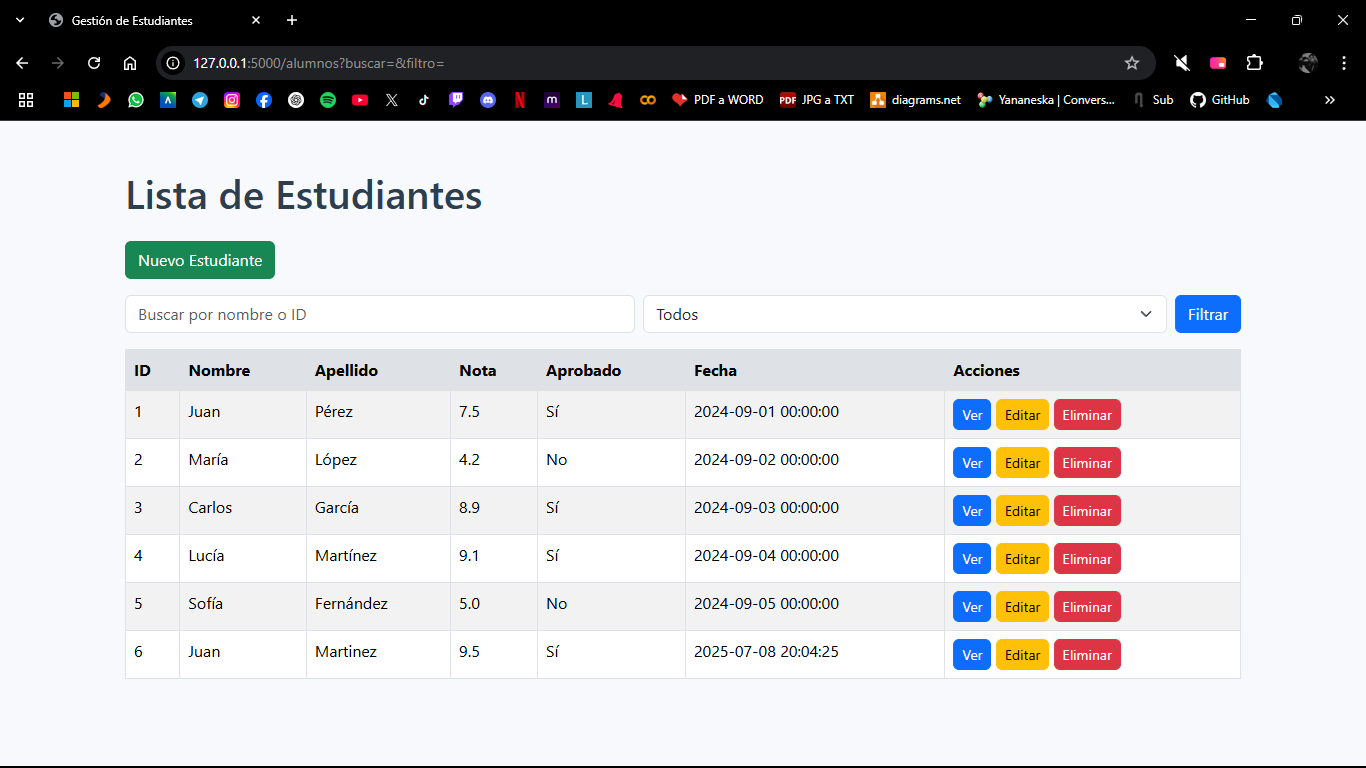 Gestión de Estudiantes
127.0.0.1:5000/alumnos?buscar=&filtro=
PDF a WORD PDF JPG a TXT diagrams.net Yananeska | Convers... Sub GitHub
Lista de Estudiantes
Nuevo Estudiante
Buscar por nombre o ID Todos Filtrar
ID Nombre Apellido Nota Aprobado Fecha Acciones
1 Juan Pérez 7.5 Sí 2024-09-01 00:00:00 Ver Editar Eliminar
2 María López 4.2 No 2024-09-02 00:00:00 Ver Editar Eliminar
3 Carlos García 8.9 Sí 2024-09-03 00:00:00 Ver Editar Eliminar
4 Lucía Martínez 9.1 Sí 2024-09-04 00:00:00 Ver Editar Eliminar
5 Sofía Fernández 5.0 No 2024-09-05 00:00:00 Ver Editar Eliminar
6 Juan Martinez 9.5 Sí 2025-07-08 20:04:25 Ver Editar Eliminar